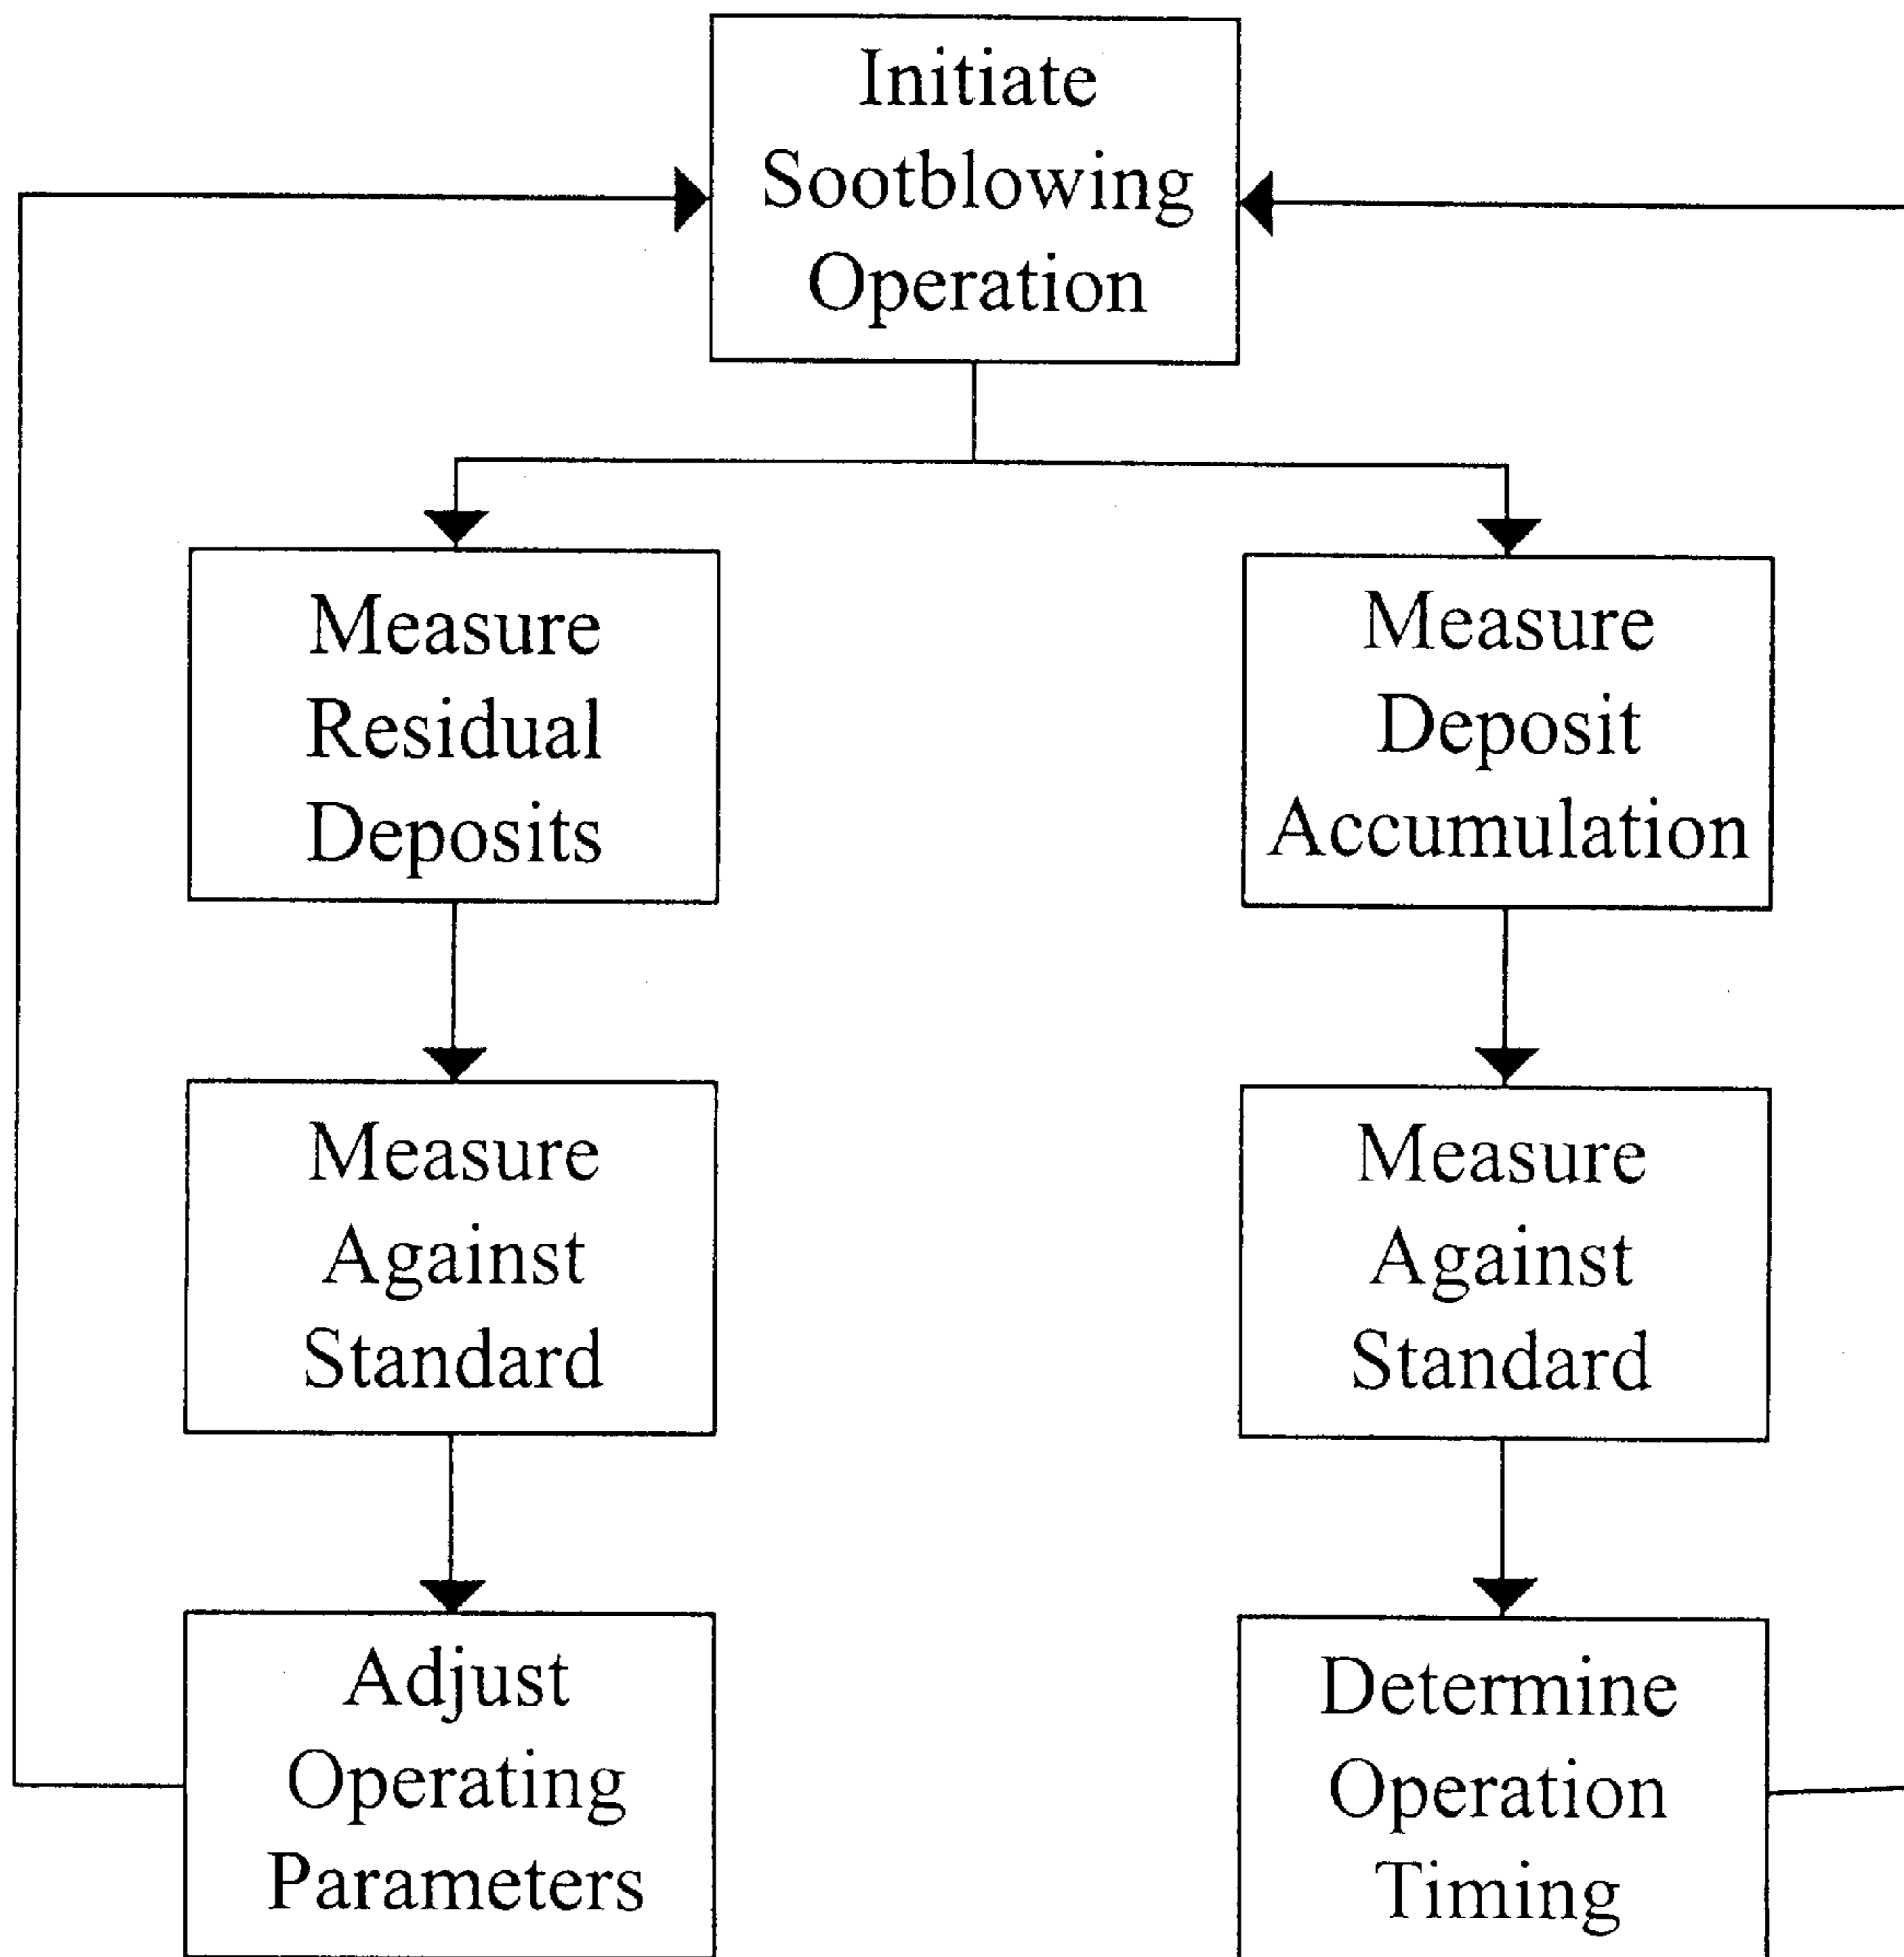 Initiate
Sootblowing
Operation
Measure
Residual
Deposits
Measure
Deposit
Accumulation
Measure
Against
Standard
Measure
Against
Standard
Adjust
Operating
Parameters
Determine
Operation
Timing